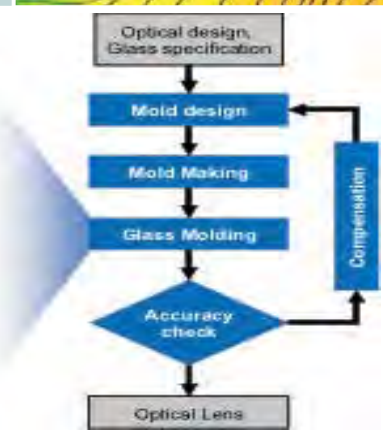 Optical design,
Glass specification
Mold design
Mold Making
Glass Molding
Compensation
Accuracy
check
Optical Lens